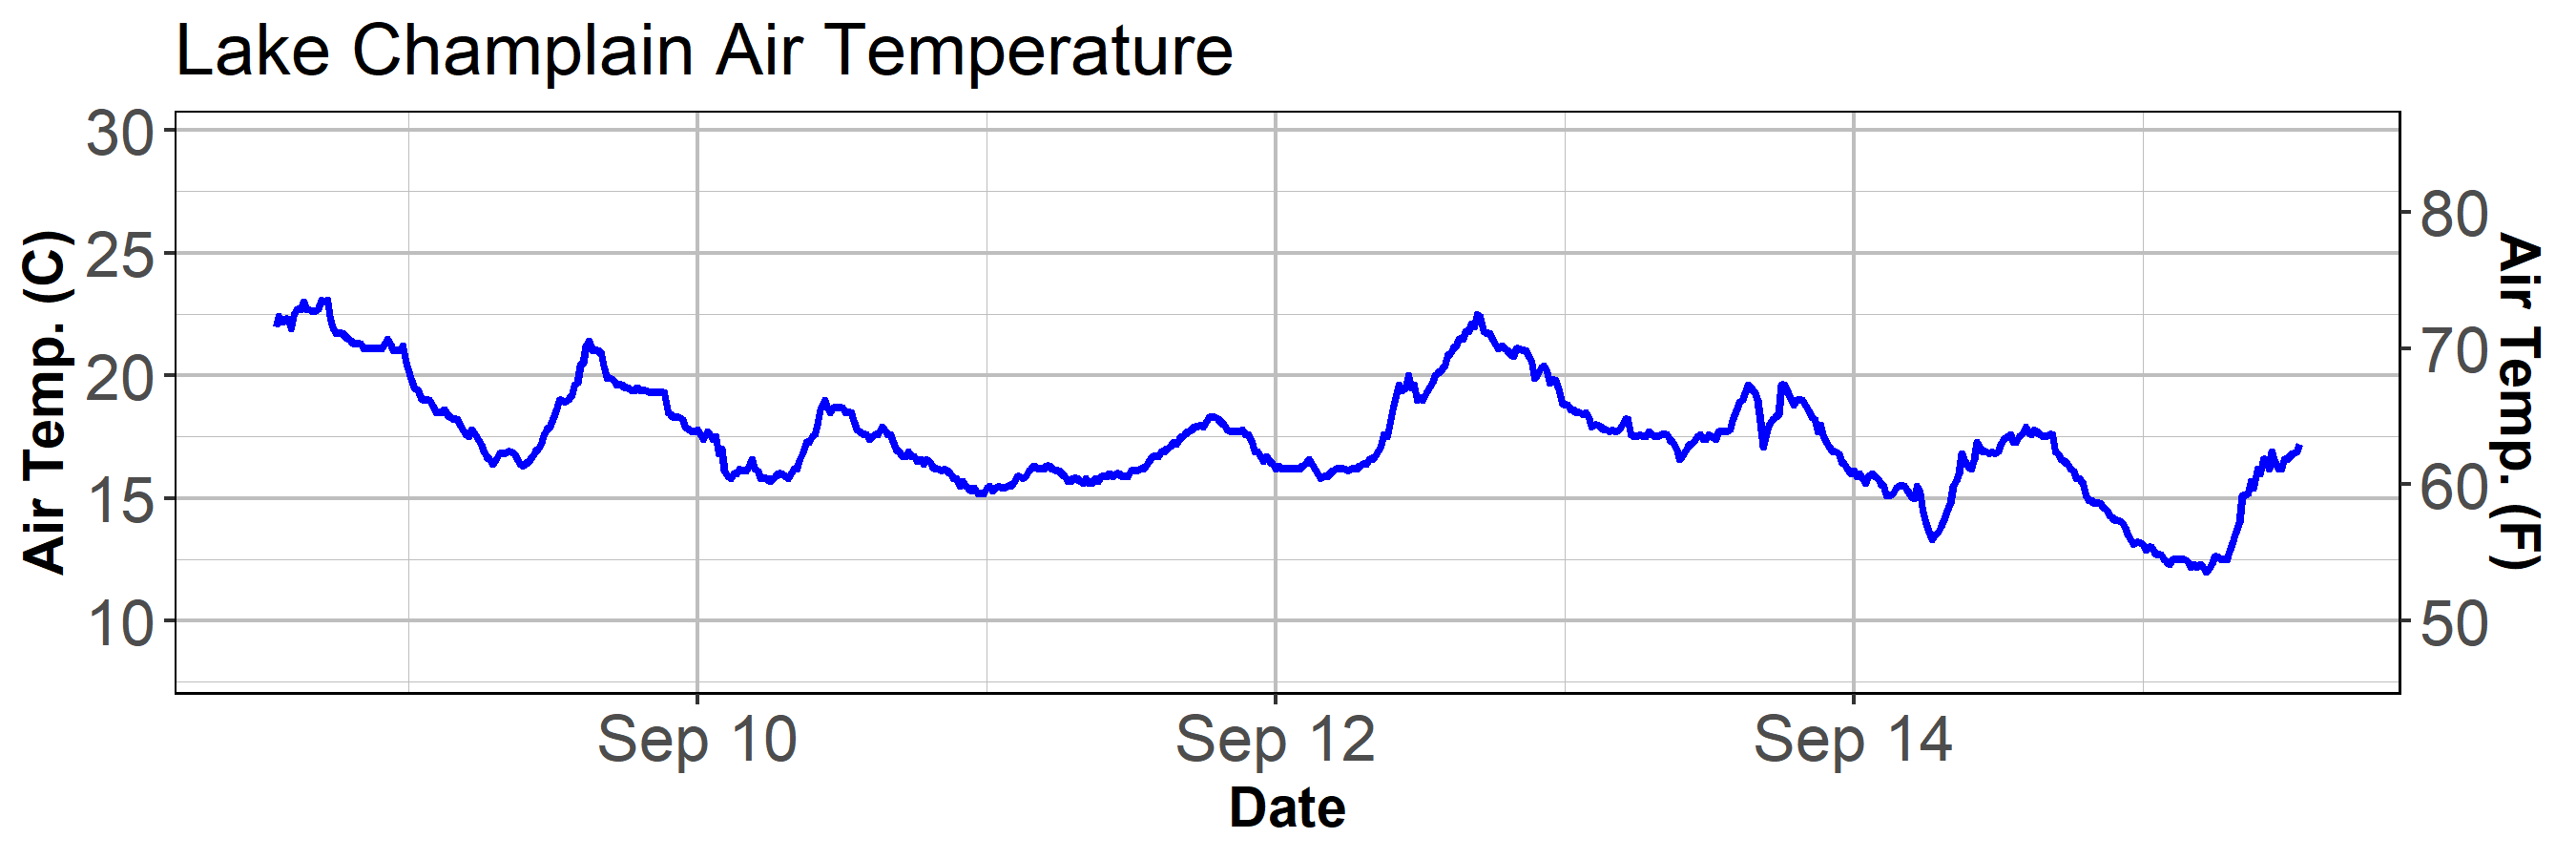 Lake Champlain Air Temperature
30
25
20
15
10
Air Temp. (C)
80
70
60
50
Air Temp. (F)
Sep 10
Sep 12
Sep 14
Date